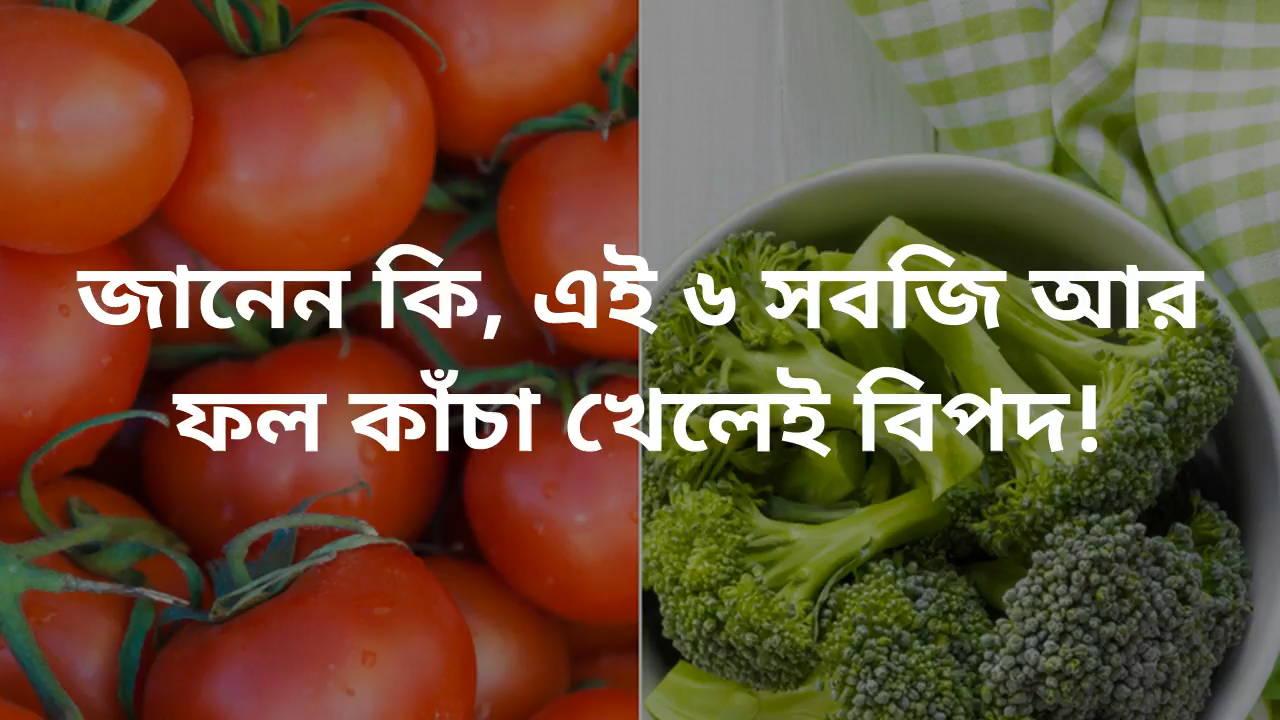 জানেন কি, এই ৬ সবজি আর
ফল কাঁচা খেলেই বিপদ!